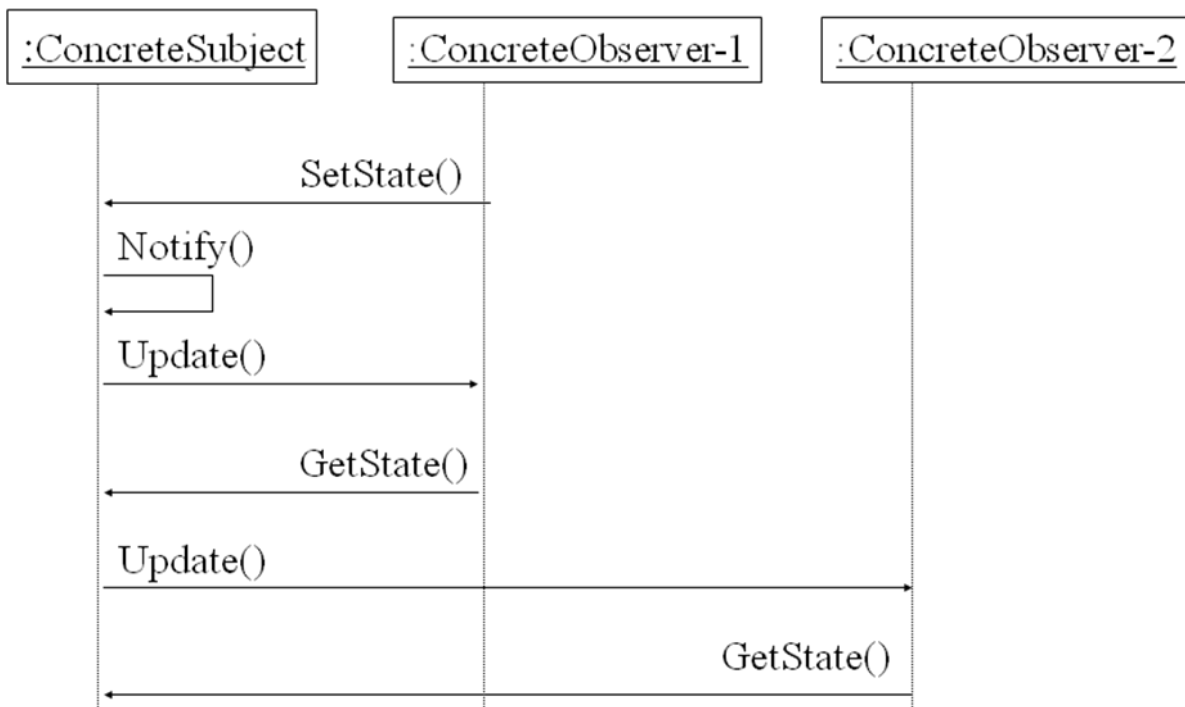 :ConcreteSubject
:ConcreteObserver-1
:ConcreteObserver-2
SetState()
Notify()
Update()
GetState()
Update()
GetState()